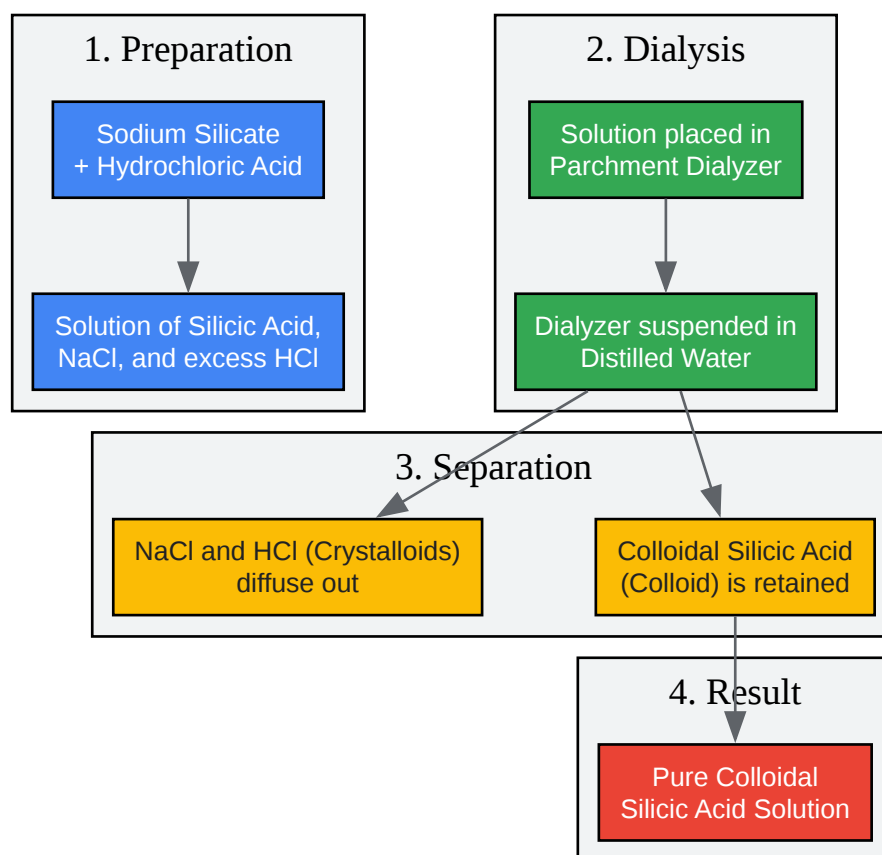 1. Preparation
Sodium Silicate
+ Hydrochloric Acid
Solution of Silicic Acid,
NaCl, and excess HCl
2. Dialysis
Solution placed in
Parchment Dialyzer
Dialyzer suspended in
Distilled Water
3. Separation
NaCl and HCl (Crystalloids)
diffuse out
Colloidal Silicic Acid
(Colloid) is retained
4. Result
Pure Colloidal
Silicic Acid Solution